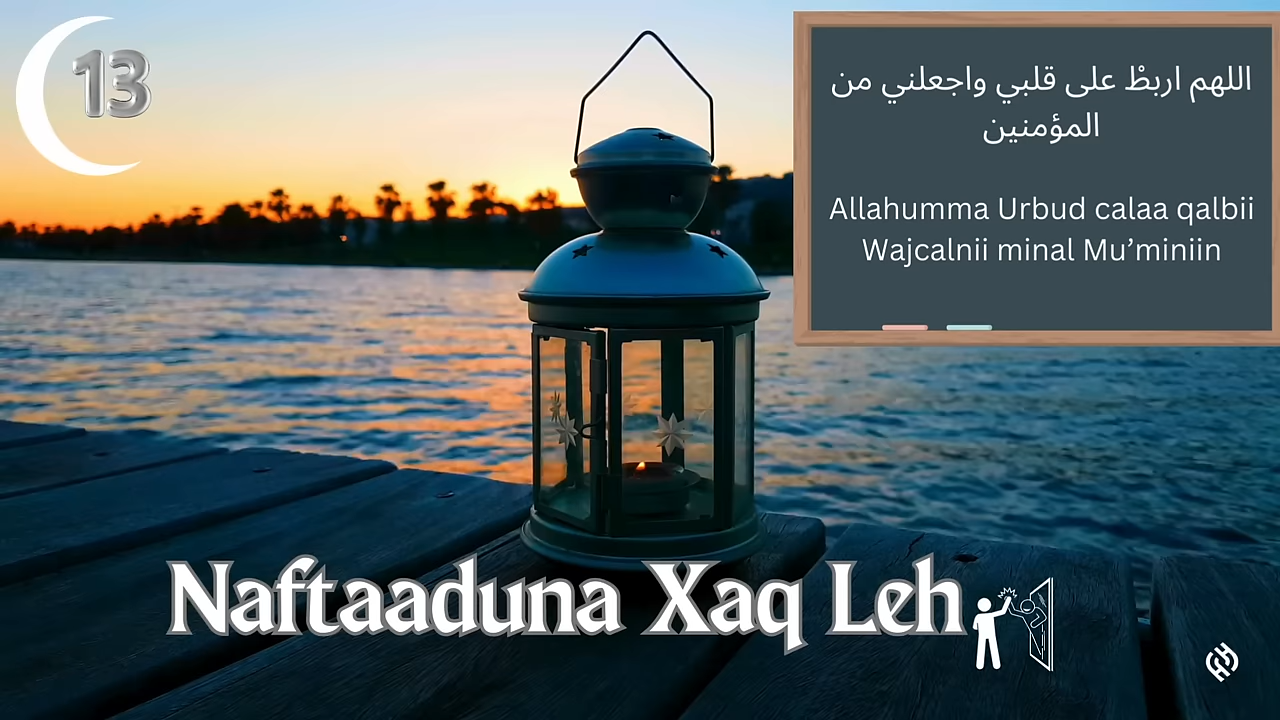 13
اللهم اربطْ على قلبي واجعلني من
المؤمنين
Allahumma Urbud calaa qalbii
Wajcalnii minal Mu’miniin
Naftaaduna Xaq Leh